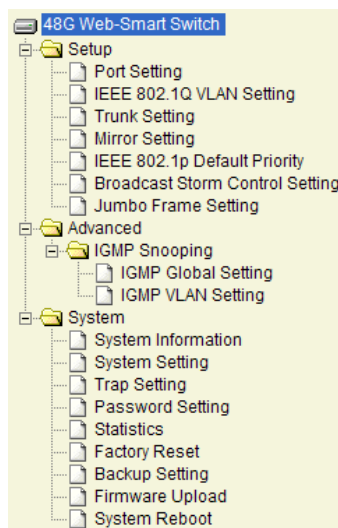 48G Web-Smart Switch
Setup
Port Setting
IEEE 802.1Q VLAN Setting
Trunk Setting
Mirror Setting
IEEE 802.1p Default Priority
Broadcast Storm Control Setting
Jumbo Frame Setting
Advanced
IGMP Snooping
IGMP Global Setting
IGMP VLAN Setting
System
System Information
System Setting
Trap Setting
Password Setting
Statistics
Factory Reset
Backup Setting
Firmware Upload
System Reboot